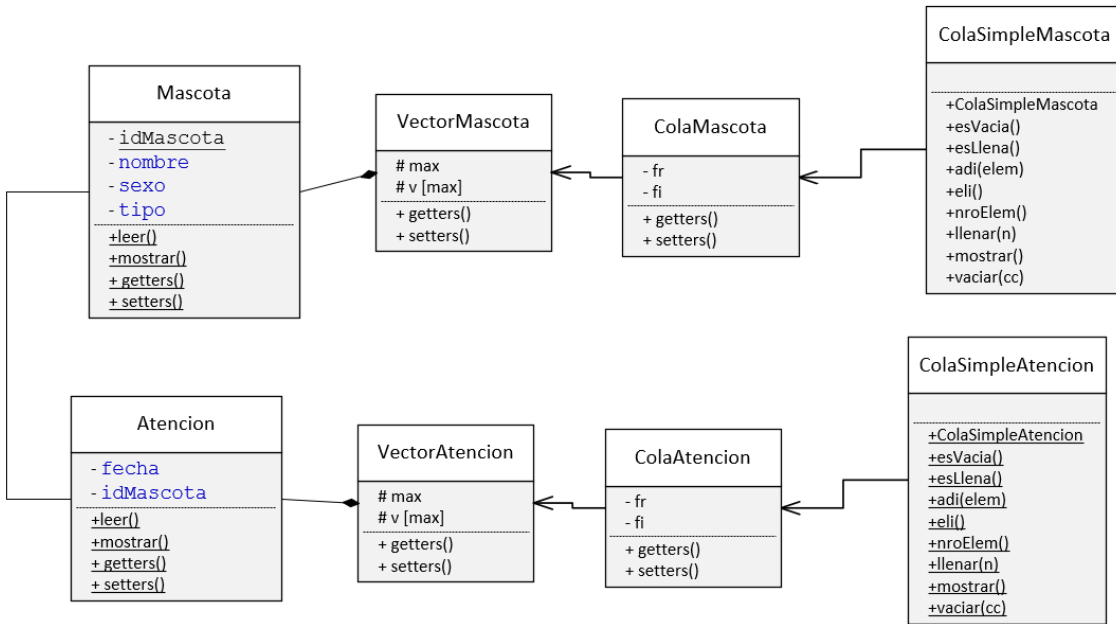 Mascota
- idMascota
- nombre
- sexo
- tipo
+leer()
+mostrar()
+ getters()
+ setters()
VectorMascota
# max
# v [max]
+ getters()
+ setters()
ColaMascota
- fr
- fi
+ getters()
+ setters()
ColaSimpleMascota
+ColaSimpleMascota
+esVacia()
+esLlena()
+adi(elem)
+eli()
+nroElem()
+llenar(n)
+mostrar()
+vaciar(cc)
Atencion
- fecha
- idMascota
+leer()
+mostrar()
+ getters()
+ setters()
VectorAtencion
# max
# v [max]
+ getters()
+ setters()
ColaAtencion
- fr
- fi
+ getters()
+ setters()
ColaSimpleAtencion
+ColaSimpleAtencion
+esVacia()
+esLlena()
+adi(elem)
+eli()
+nroElem()
+llenar(n)
+mostrar()
+vaciar(cc)